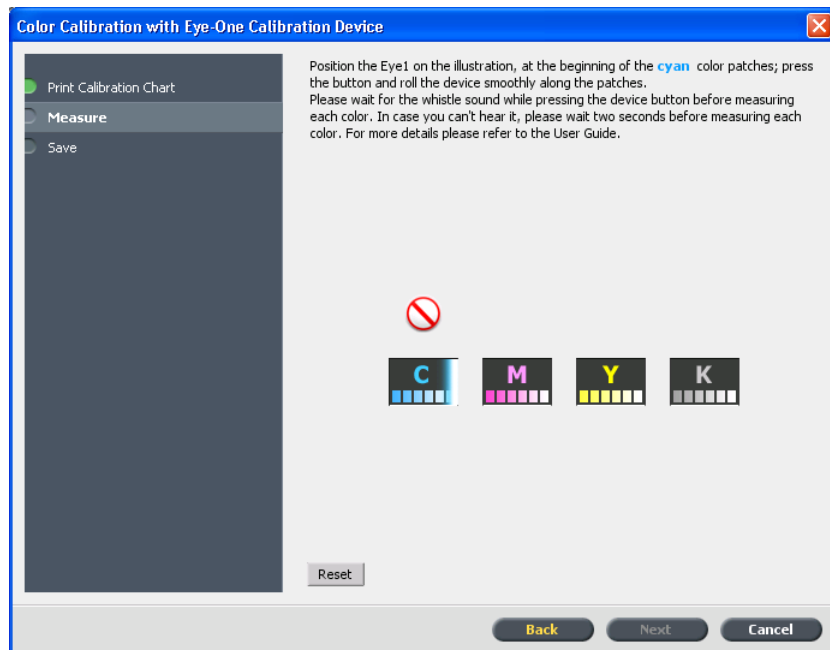 Color Calibration with Eye-One Calibration Device
Print Calibration Chart
Measure
Save
Position the Eye1 on the illustration, at the beginning of the cyan color patches; press
the button and roll the device smoothly along the patches.
Please wait for the whistle sound while pressing the device button before measuring
each color. In case you can't hear it, please wait two seconds before measuring each
color. For more details please refer to the User Guide.
C M Y K
Reset
Back Next Cancel